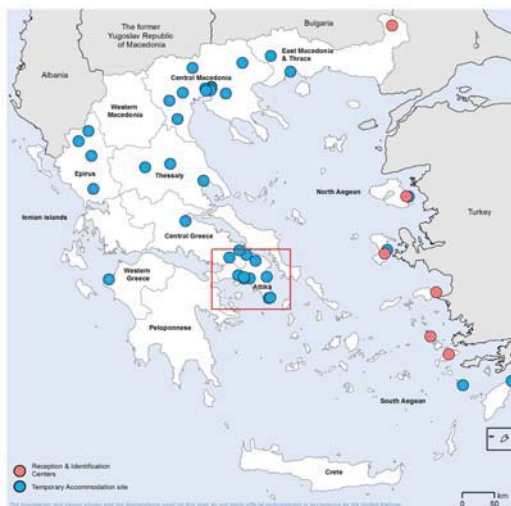 The former
Yugoslav Republic
of Macedonia
Bulgaria
Albania
East Macedonia
& Thrace
Central Macedonia
Western
Macedonia
Epirus
Thessaly
North Aegean
Turkey
Ionian Islands
Central Greece
Western
Greece
Attika
Peloponnese
South Aegean
Crete
Reception & Identification
Centers
Temporary Accommodation site
km
0 50